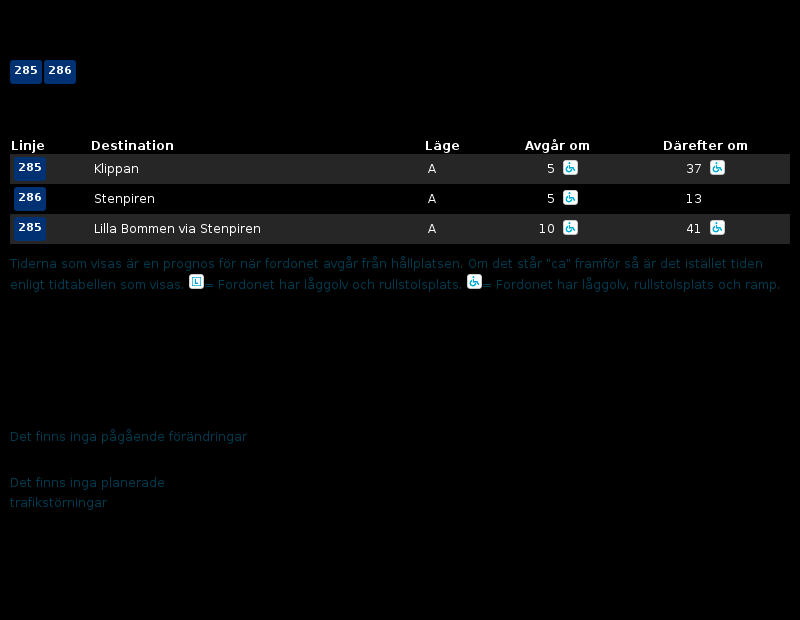 285 286
Linje Destination Läge Avgår om Därefter om
285 Klippan A 5 37
286 Stenpiren A 5 13
285 Lilla Bommen via Stenpiren A 10 41
Tiderna som visas är en prognos för när fordonet avgår från hållplatsen. Om det står "ca" framför så är det istället tiden
enligt tidtabellen som visas. L = Fordonet har låggolv och rullstolsplats. = Fordonet har låggolv, rullstolsplats och ramp.
Det finns inga pågående förändringar
Det finns inga planerade
trafikstörningar